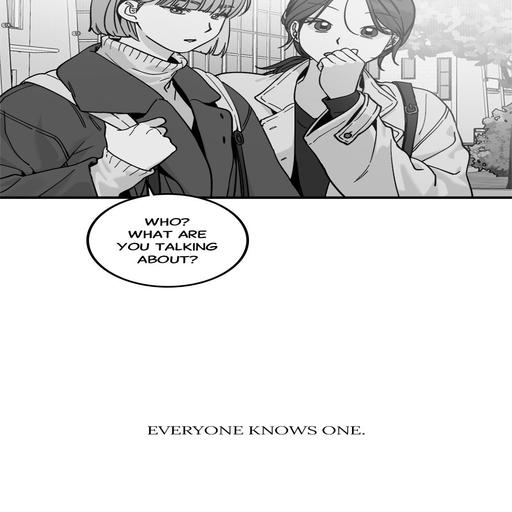 WHO?
WHAT ARE
YOU TALKING
ABOUT?
EVERYONE KNOWS ONE.